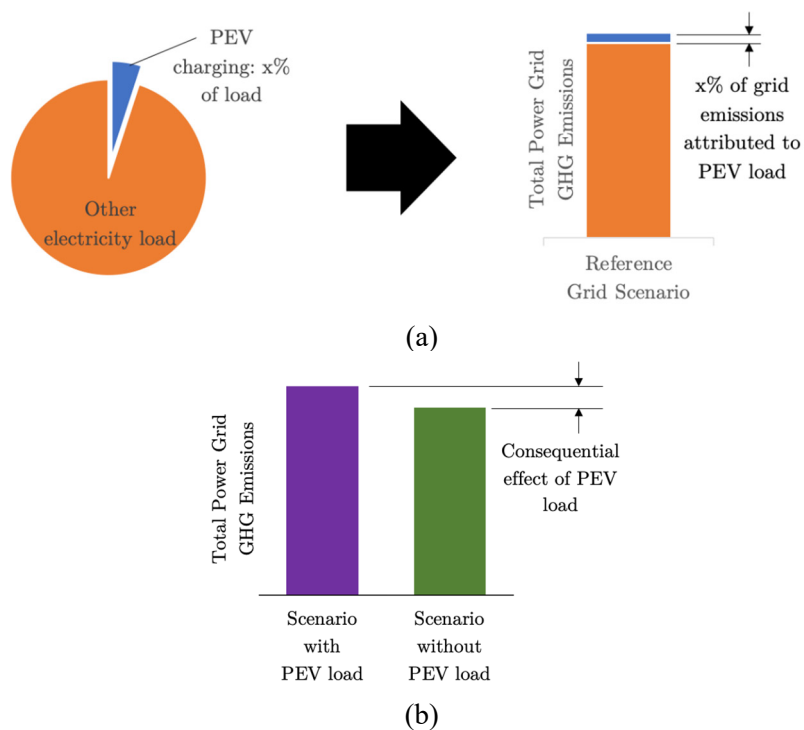 PEV
charging: x%
of load
Other
electricity load
Total Power Grid
GHG Emissions
x% of grid
emissions
attributed to
PEV load
Reference
Grid Scenario
(a)
Total Power Grid
GHG Emissions
Consequential
effect of PEV
load
Scenario
with
PEV load
Scenario
without
PEV load
(b)